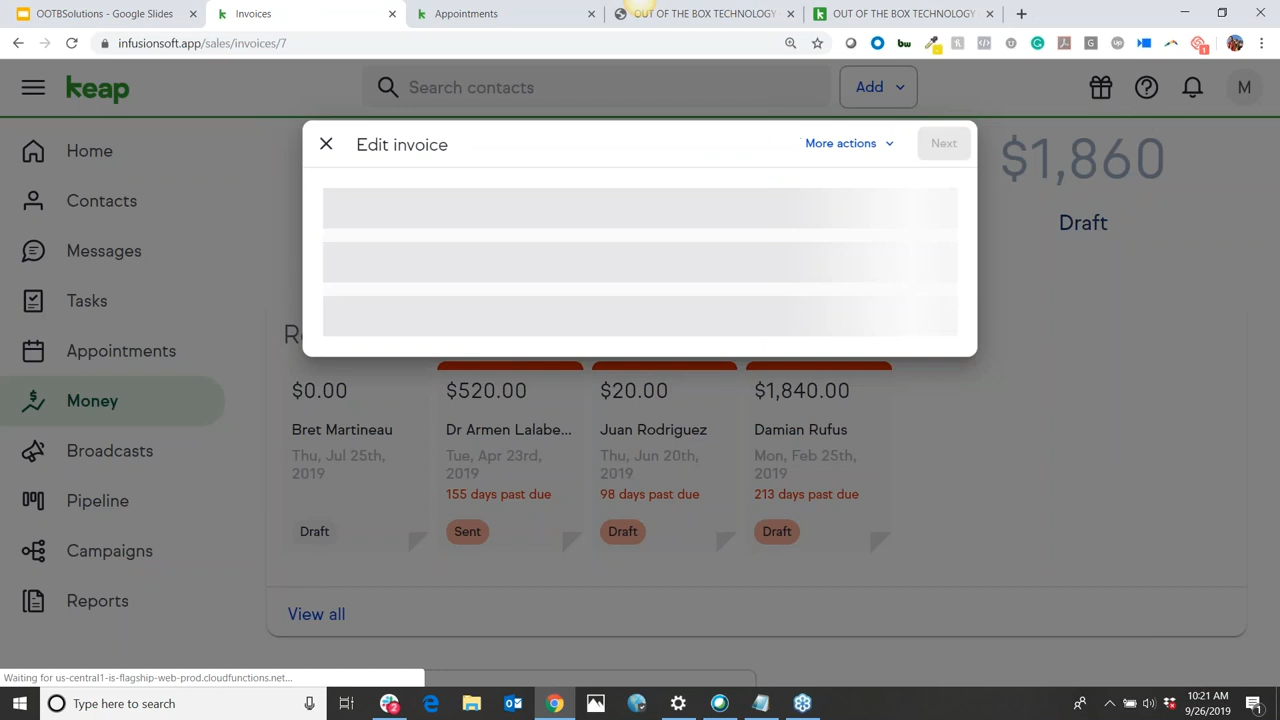 OOTBSolutions - Google Slides
Invoices
Appointments
OUT OF THE BOX TECHNOLOGY -
OUT OF THE BOX TECHNOLOGY
infusionsoft.app/sales/invoices/7
keap
Search contacts
Add
M
Home
Contacts
Messages
Tasks
Appointments
Money
Broadcasts
Pipeline
Campaigns
Reports
Edit invoice
More actions
Next
$1,860
Draft
$0.00
Bret Martineau
Thu, Jul 25th,
2019
Draft
$520.00
Dr Armen Lalabe...
Tue, Apr 23rd,
2019
155 days past due
Sent
$20.00
Juan Rodriguez
Thu, Jun 20th,
2019
98 days past due
Draft
$1,840.00
Damian Rufus
Mon, Feb 25th,
2019
213 days past due
Draft
View all
Waiting for us-central1-is-flagship-web-prod.cloudfunctions.net...
Type here to search
10:21 AM
9/26/2019